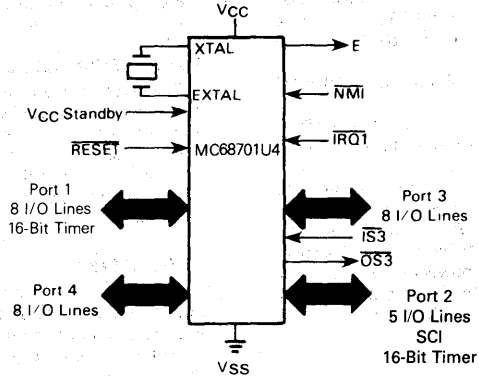 VCC
XTAL
E
EXTAL
NMI
VCC Standby
RESET
MC68701U4
IRQ1
Port 1
8 I/O Lines
16-Bit Timer
Port 3
8 I/O Lines
IS3
OS3
Port 4
8 I/O Lines
Port 2
5 I/O Lines
SCI
16-Bit Timer
VSS